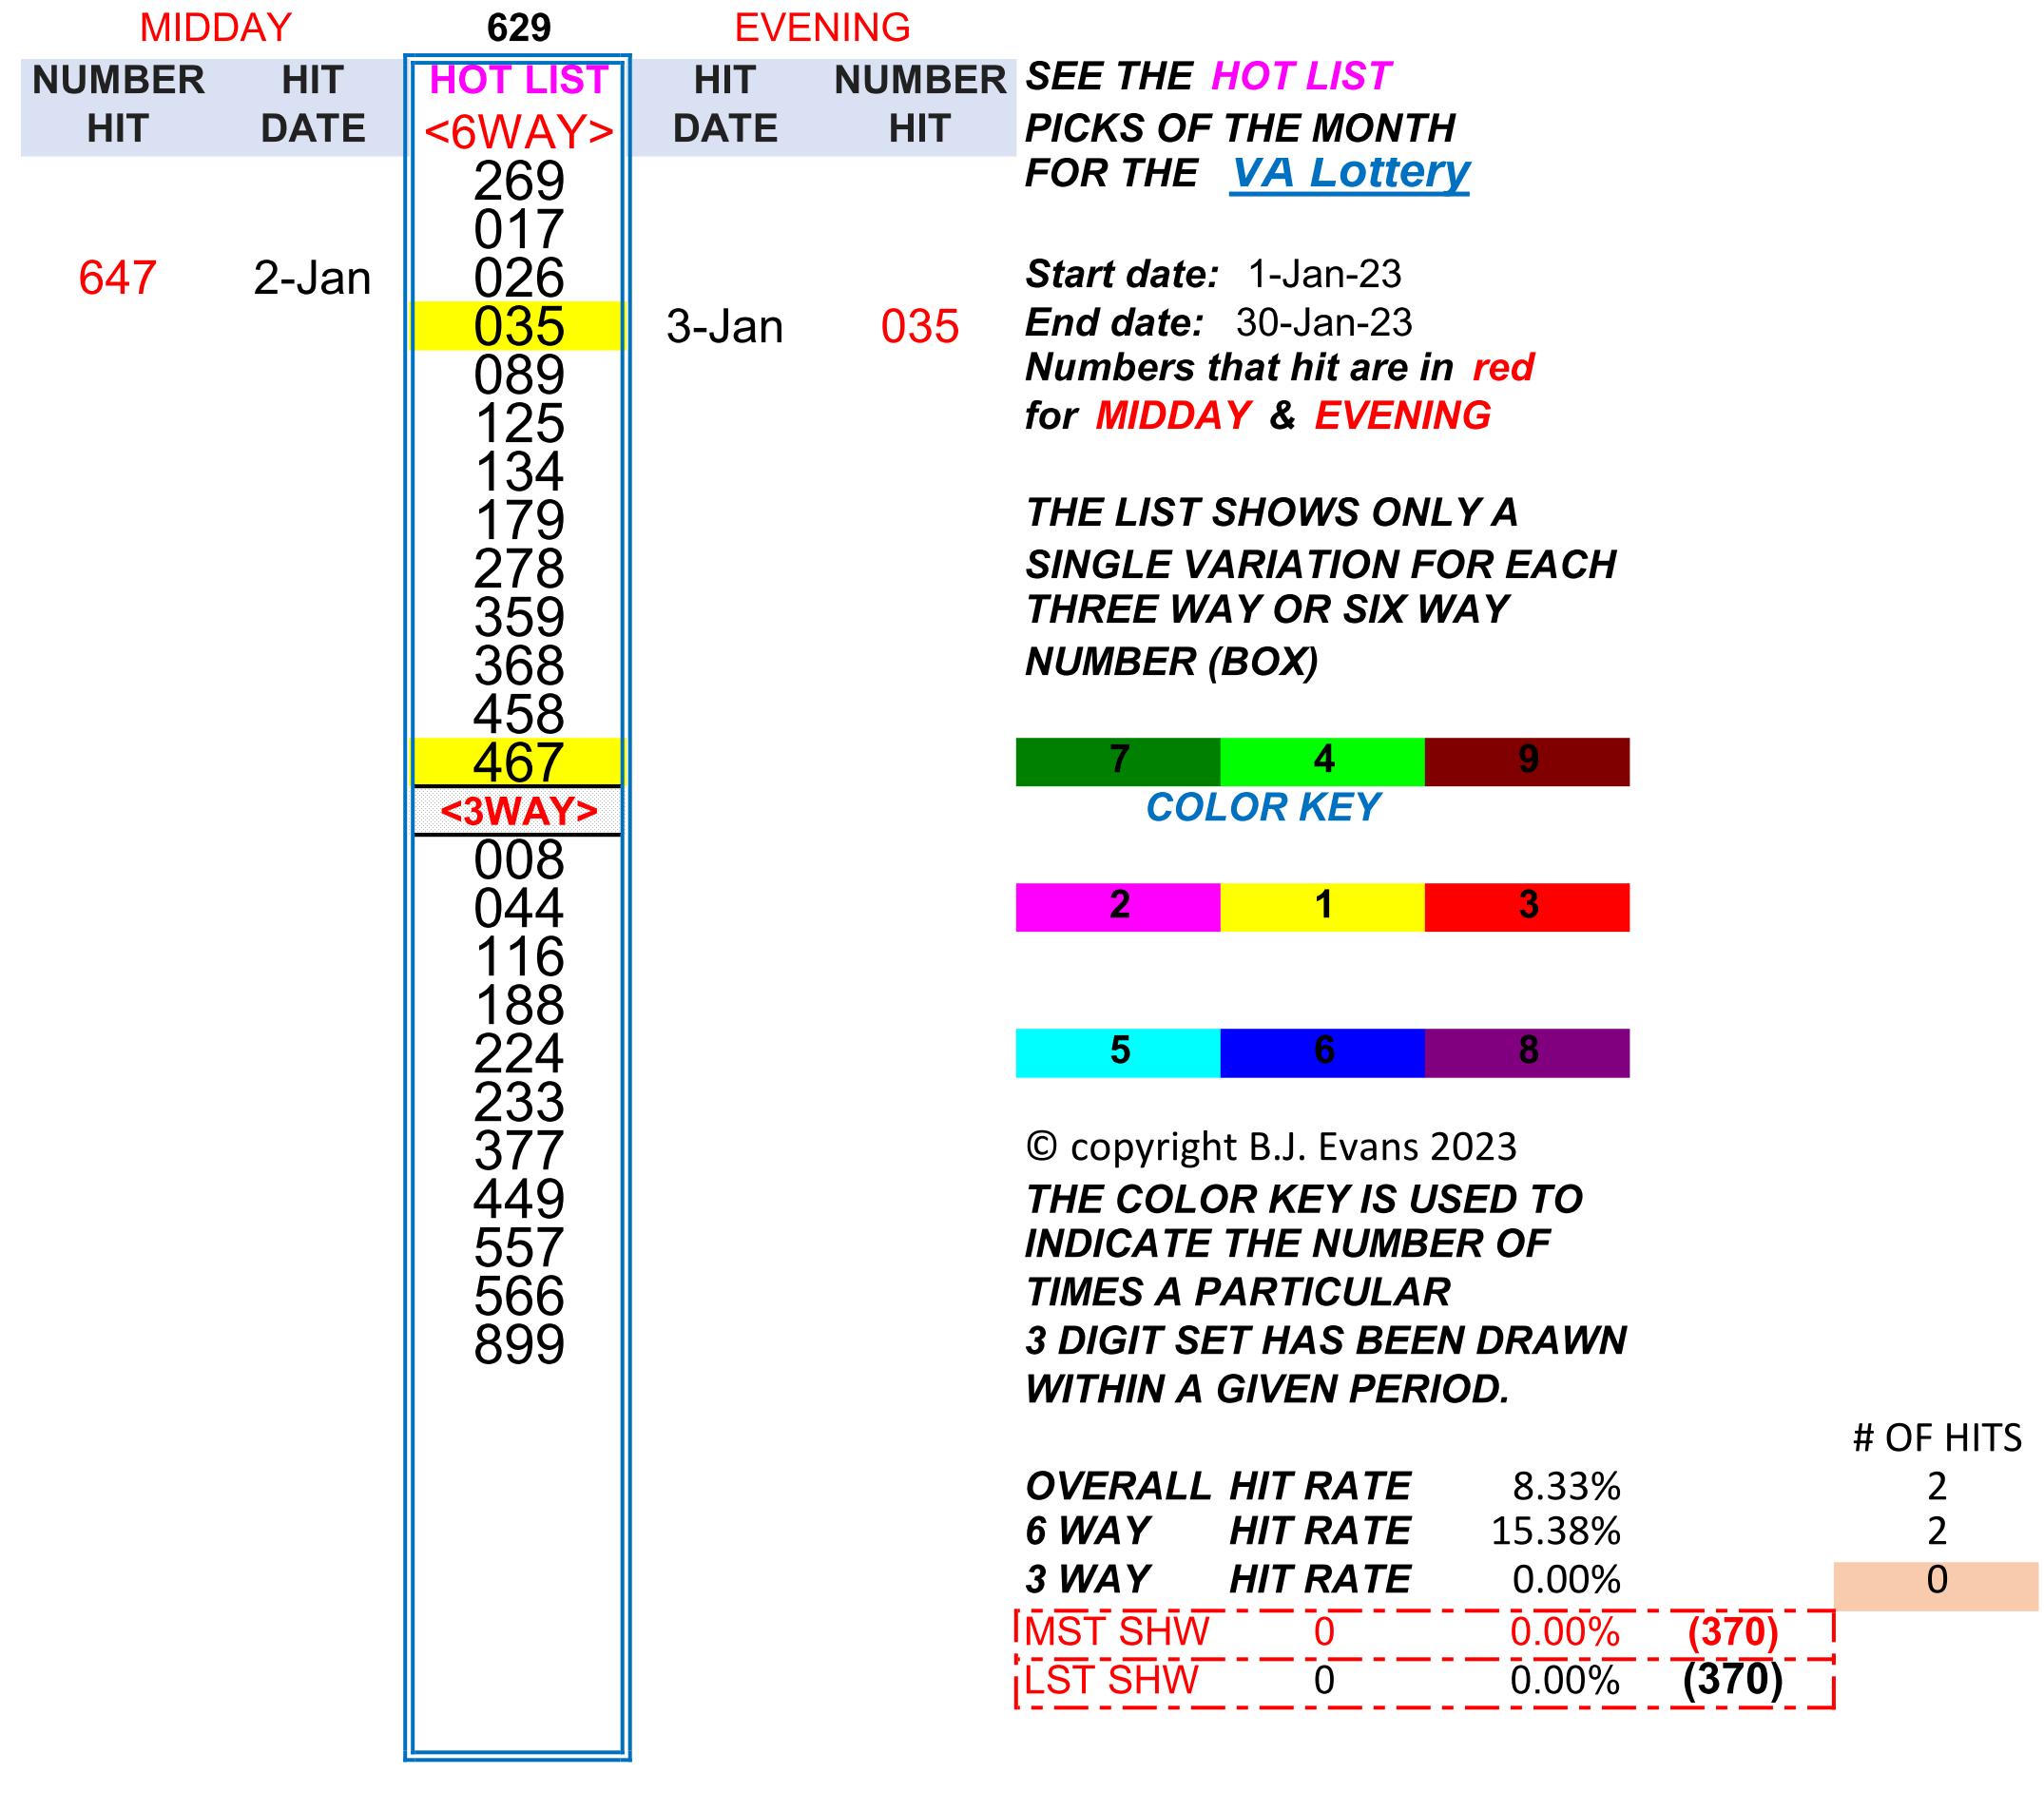 MIDDAY 629 EVENING
NUMBER HIT HOT LIST HIT NUMBER
HIT DATE <6WAY> DATE HIT
SEE THE HOT LIST
PICKS OF THE MONTH
FOR THE VA Lottery
269
017
647 2-Jan 026
035 3-Jan 035
089
125
134
179
278
359
368
458
467
<3WAY>
008
044
116
188
224
233
377
449
557
566
899
Start date: 1-Jan-23
End date: 30-Jan-23
Numbers that hit are in red
for MIDDAY & EVENING
THE LIST SHOWS ONLY A
SINGLE VARIATION FOR EACH
THREE WAY OR SIX WAY
NUMBER (BOX)
7 4 9
COLOR KEY
2 1 3
5 6 8
© copyright B.J. Evans 2023
THE COLOR KEY IS USED TO
INDICATE THE NUMBER OF
TIMES A PARTICULAR
3 DIGIT SET HAS BEEN DRAWN
WITHIN A GIVEN PERIOD.
# OF HITS
OVERALL HIT RATE 8.33% 2
6 WAY HIT RATE 15.38% 2
3 WAY HIT RATE 0.00% 0
MST SHW 0 0.00% (370)
LST SHW 0 0.00% (370)